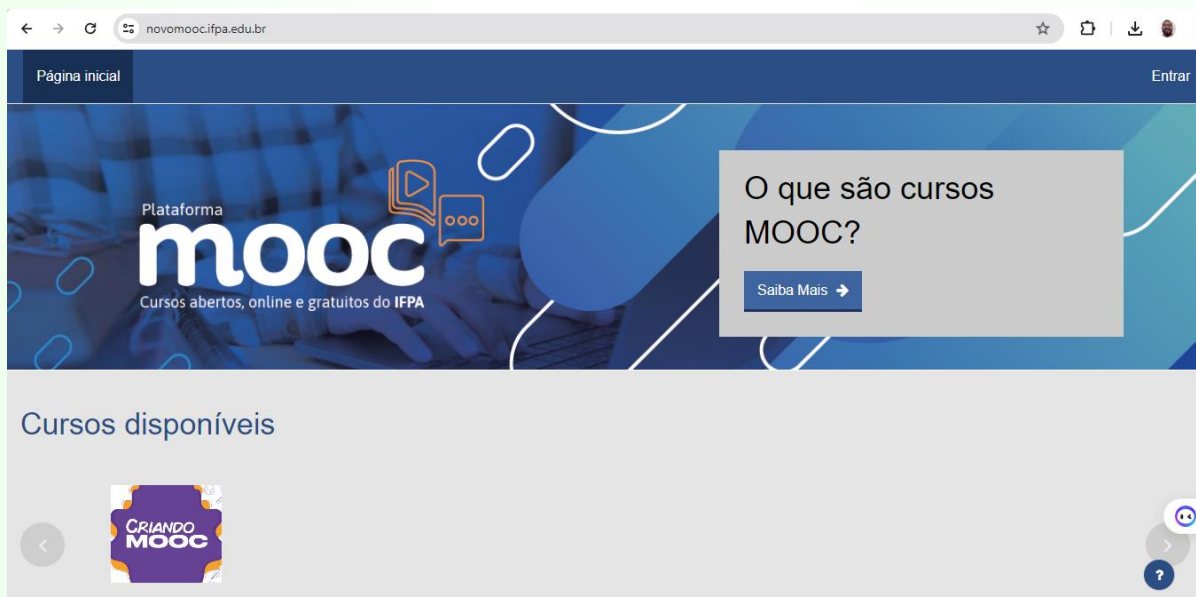 novomooc.ifpa.edu.br
Página inicial
Entrar
Plataforma
mooc
Cursos abertos, online e gratuitos do IFPA
O que são cursos
MOOC?
Saiba Mais
Cursos disponíveis
CRIANDO
MOOC
?